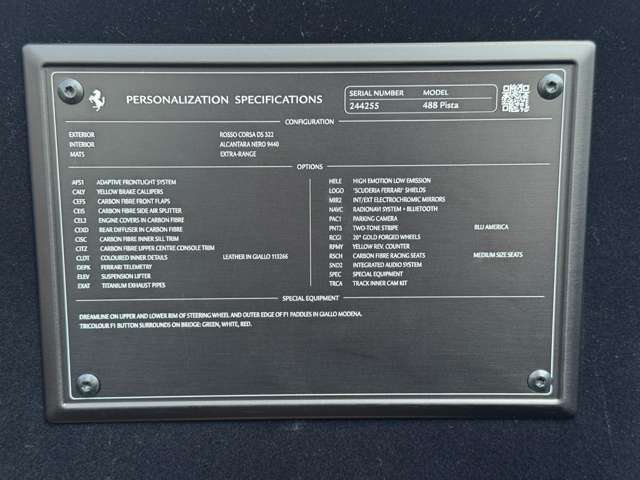 PERSONALIZATION SPECIFICATIONS
SERIAL NUMBER MODEL
244255 488 Pista
CONFIGURATION
EXTERIOR ROSSO CORSA DS 322
INTERIOR ALCANTARA NERO 9440
MATS EXTRA-RANGE
OPTIONS
AFS1 ADAPTIVE FRONTLIGHT SYSTEM
CALY YELLOW BRAKE CALLIPERS
CEFS CARBON FIBRE FRONT FLAPS
CEIS CARBON FIBRE SIDE AIR SPLITTER
CEL3 ENGINE COVERS IN CARBON FIBRE
CEXD REAR DIFFUSER IN CARBON FIBRE
CISC CARBON FIBRE INNER SILL TRIM
CITZ CARBON FIBRE UPPER CENTRE CONSOLE TRIM
CLDT COLOURED INNER DETAILS LEATHER IN GIALLO 113266
DEPK FERRARI TELEMETRY
ELEV SUSPENSION LIFTER
EXAT TITANIUM EXHAUST PIPES
HELE HIGH EMOTION LOW EMISSION
LOGO "SCUDERIA FERRARI" SHIELDS
MIR2 INT/EXT ELECTROCHROMIC MIRRORS
NAVC RADIONAVI SYSTEM + BLUETOOTH
PAC1 PARKING CAMERA
PNT5 TWO-TONE STRIPE BLU AMERICA
RCG1 20" GOLD FORGED WHEELS
RPMY YELLOW REV. COUNTER
RSCH CARBON FIBRE RACING SEATS MEDIUM SIZE SEATS
SND2 INTEGRATED AUDIO SYSTEM
SPEC SPECIAL EQUIPMENT
TRCA TRACK INNER CAM KIT
SPECIAL EQUIPMENT
DREAMLINE ON UPPER AND LOWER RIM OF STEERING WHEEL AND OUTER EDGE OF F1 PADDLES IN GIALLO MODENA.
TRICOLOUR F1 BUTTON SURROUNDS ON BRIDGE: GREEN, WHITE, RED.